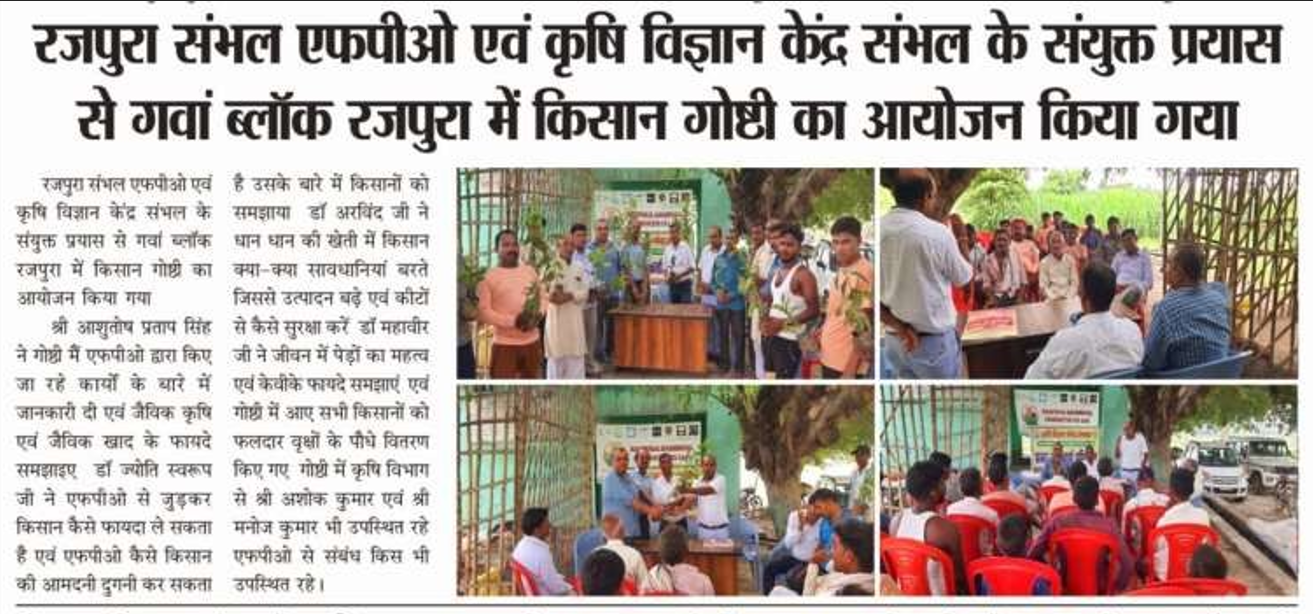 रजपुरा संभल एफपीओ एवं कृषि विज्ञान केंद्र संभल के संयुक्त प्रयास
से गवां ब्लॉक रजपुरा में किसान गोष्टी का आयोजन किया गया
रजपुरा संभल एफपीओ एवं
कृषि विज्ञान केंद्र संभल के
संयुक्त प्रयास से गवां ब्लॉक
रजपुरा में किसान गोष्टी का
आयोजन किया गया
श्री आशुतोष प्रताप सिंह
ने गोष्टी मैं एफपीओ द्वारा किए
जा रहे कार्यों के बारे में
जानकारी दी एवं जैविक कृषि
एवं जैविक खाद के फायदे
समझाइए डॉ ज्योति स्वरूप
जी ने एफपीओ से जुड़कर
किसान कैसे फायदा ले सकता
है एवं एफपीओ कैसे किसान
की आमदनी दुगनी कर सकता
है उसके बारे में किसानों को
समझाया डॉ अरविंद जी ने
धान धान की खेती में किसान
क्या-क्या सावधानियां बरते
जिससे उत्पादन बढ़े एवं कीटों
से कैसे सुरक्षा करें डॉ महावीर
जी ने जीवन में पेड़ों का महत्व
एवं केवीके फायदे समझाएं एवं
गोष्टी में आए सभी किसानों को
फलदार वृक्षों के पौधे वितरण
किए गए गोष्टी में कृषि विभाग
से श्री अशोक कुमार एवं श्री
मनोज कुमार भी उपस्थित रहे
एफपीओ से संबंध किस भी
उपस्थित रहे।